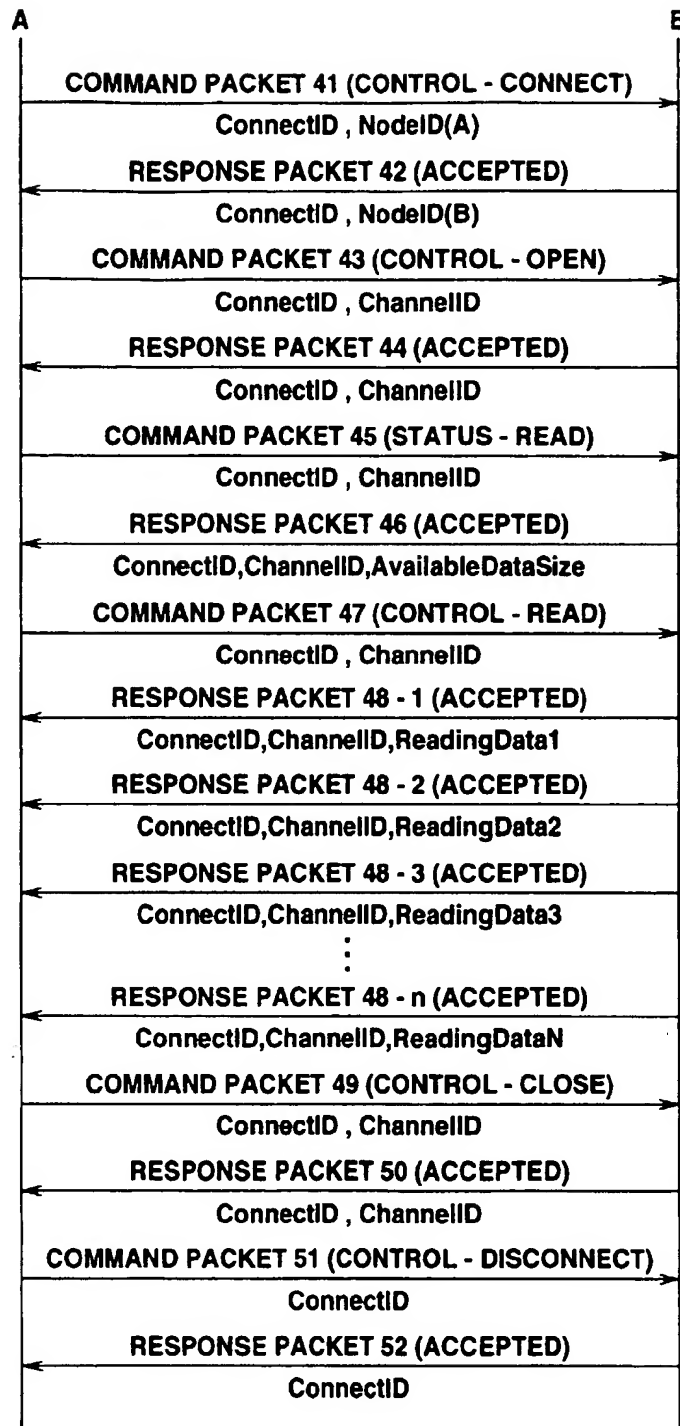 A B
COMMAND PACKET 41 (CONTROL - CONNECT)
ConnectID , NodeID(A)
RESPONSE PACKET 42 (ACCEPTED)
ConnectID , NodeID(B)
COMMAND PACKET 43 (CONTROL - OPEN)
ConnectID , ChannelID
RESPONSE PACKET 44 (ACCEPTED)
ConnectID , ChannelID
COMMAND PACKET 45 (STATUS - READ)
ConnectID , ChannelID
RESPONSE PACKET 46 (ACCEPTED)
ConnectID,ChannelID,AvailableDataSize
COMMAND PACKET 47 (CONTROL - READ)
ConnectID , ChannelID
RESPONSE PACKET 48 - 1 (ACCEPTED)
ConnectID,ChannelID,ReadingData1
RESPONSE PACKET 48 - 2 (ACCEPTED)
ConnectID,ChannelID,ReadingData2
RESPONSE PACKET 48 - 3 (ACCEPTED)
ConnectID,ChannelID,ReadingData3
RESPONSE PACKET 48 - n (ACCEPTED)
ConnectID,ChannelID,ReadingDataN
COMMAND PACKET 49 (CONTROL - CLOSE)
ConnectID , ChannelID
RESPONSE PACKET 50 (ACCEPTED)
ConnectID , ChannelID
COMMAND PACKET 51 (CONTROL - DISCONNECT)
ConnectID
RESPONSE PACKET 52 (ACCEPTED)
ConnectID